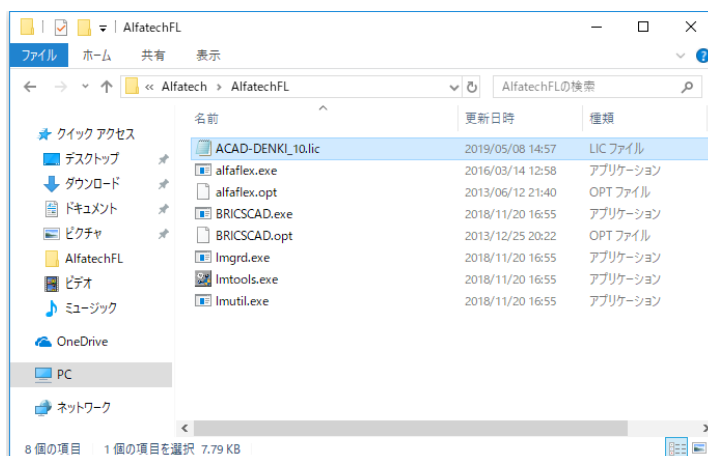 AlfatechFL
ファイル ホーム 共有 表示
« Alfatech › AlfatechFL AlfatechFLの検索
名前 更新日時 種類
クイック アクセス
デスクトップ
ダウンロード
ドキュメント
ピクチャ
AlfatechFL
ビデオ
ミュージック
OneDrive
PC
ネットワーク
ACAD-DENKI_10.lic 2019/05/08 14:57 LIC ファイル
alfaflex.exe 2016/03/14 12:58 アプリケーション
alfaflex.opt 2013/06/12 21:40 OPT ファイル
BRICSCAD.exe 2018/11/20 16:55 アプリケーション
BRICSCAD.opt 2013/12/25 20:22 OPT ファイル
lmgrd.exe 2018/11/20 16:55 アプリケーション
lmtools.exe 2018/11/20 16:55 アプリケーション
lmutil.exe 2018/11/20 16:55 アプリケーション
8 個の項目 1 個の項目を選択 7.79 KB